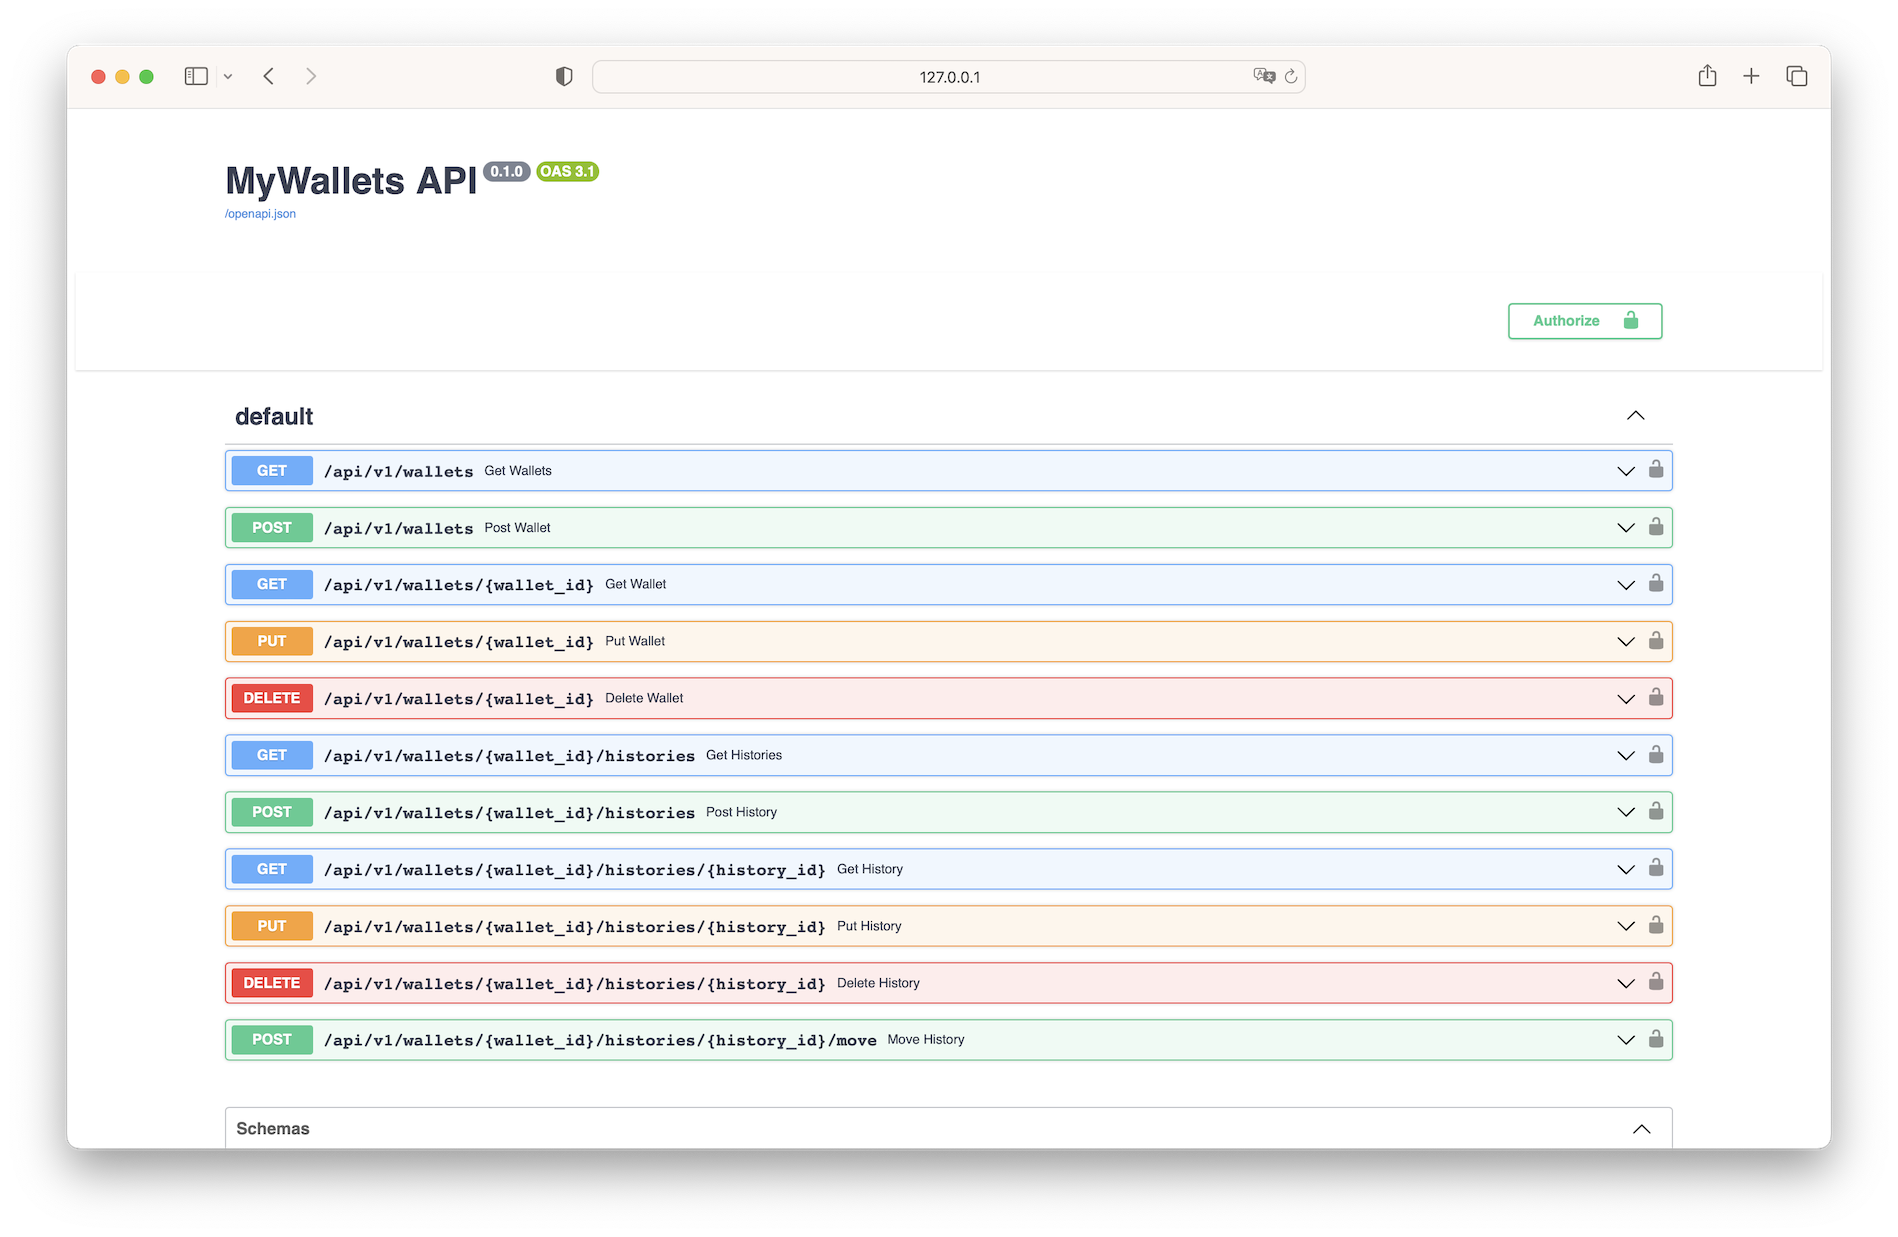 127.0.0.1
MyWallets API 0.1.0 OAS 3.1
/openapi.json
Authorize
default
GET /api/v1/wallets Get Wallets
POST /api/v1/wallets Post Wallet
GET /api/v1/wallets/{wallet_id} Get Wallet
PUT /api/v1/wallets/{wallet_id} Put Wallet
DELETE /api/v1/wallets/{wallet_id} Delete Wallet
GET /api/v1/wallets/{wallet_id}/histories Get Histories
POST /api/v1/wallets/{wallet_id}/histories Post History
GET /api/v1/wallets/{wallet_id}/histories/{history_id} Get History
PUT /api/v1/wallets/{wallet_id}/histories/{history_id} Put History
DELETE /api/v1/wallets/{wallet_id}/histories/{history_id} Delete History
POST /api/v1/wallets/{wallet_id}/histories/{history_id}/move Move History
Schemas